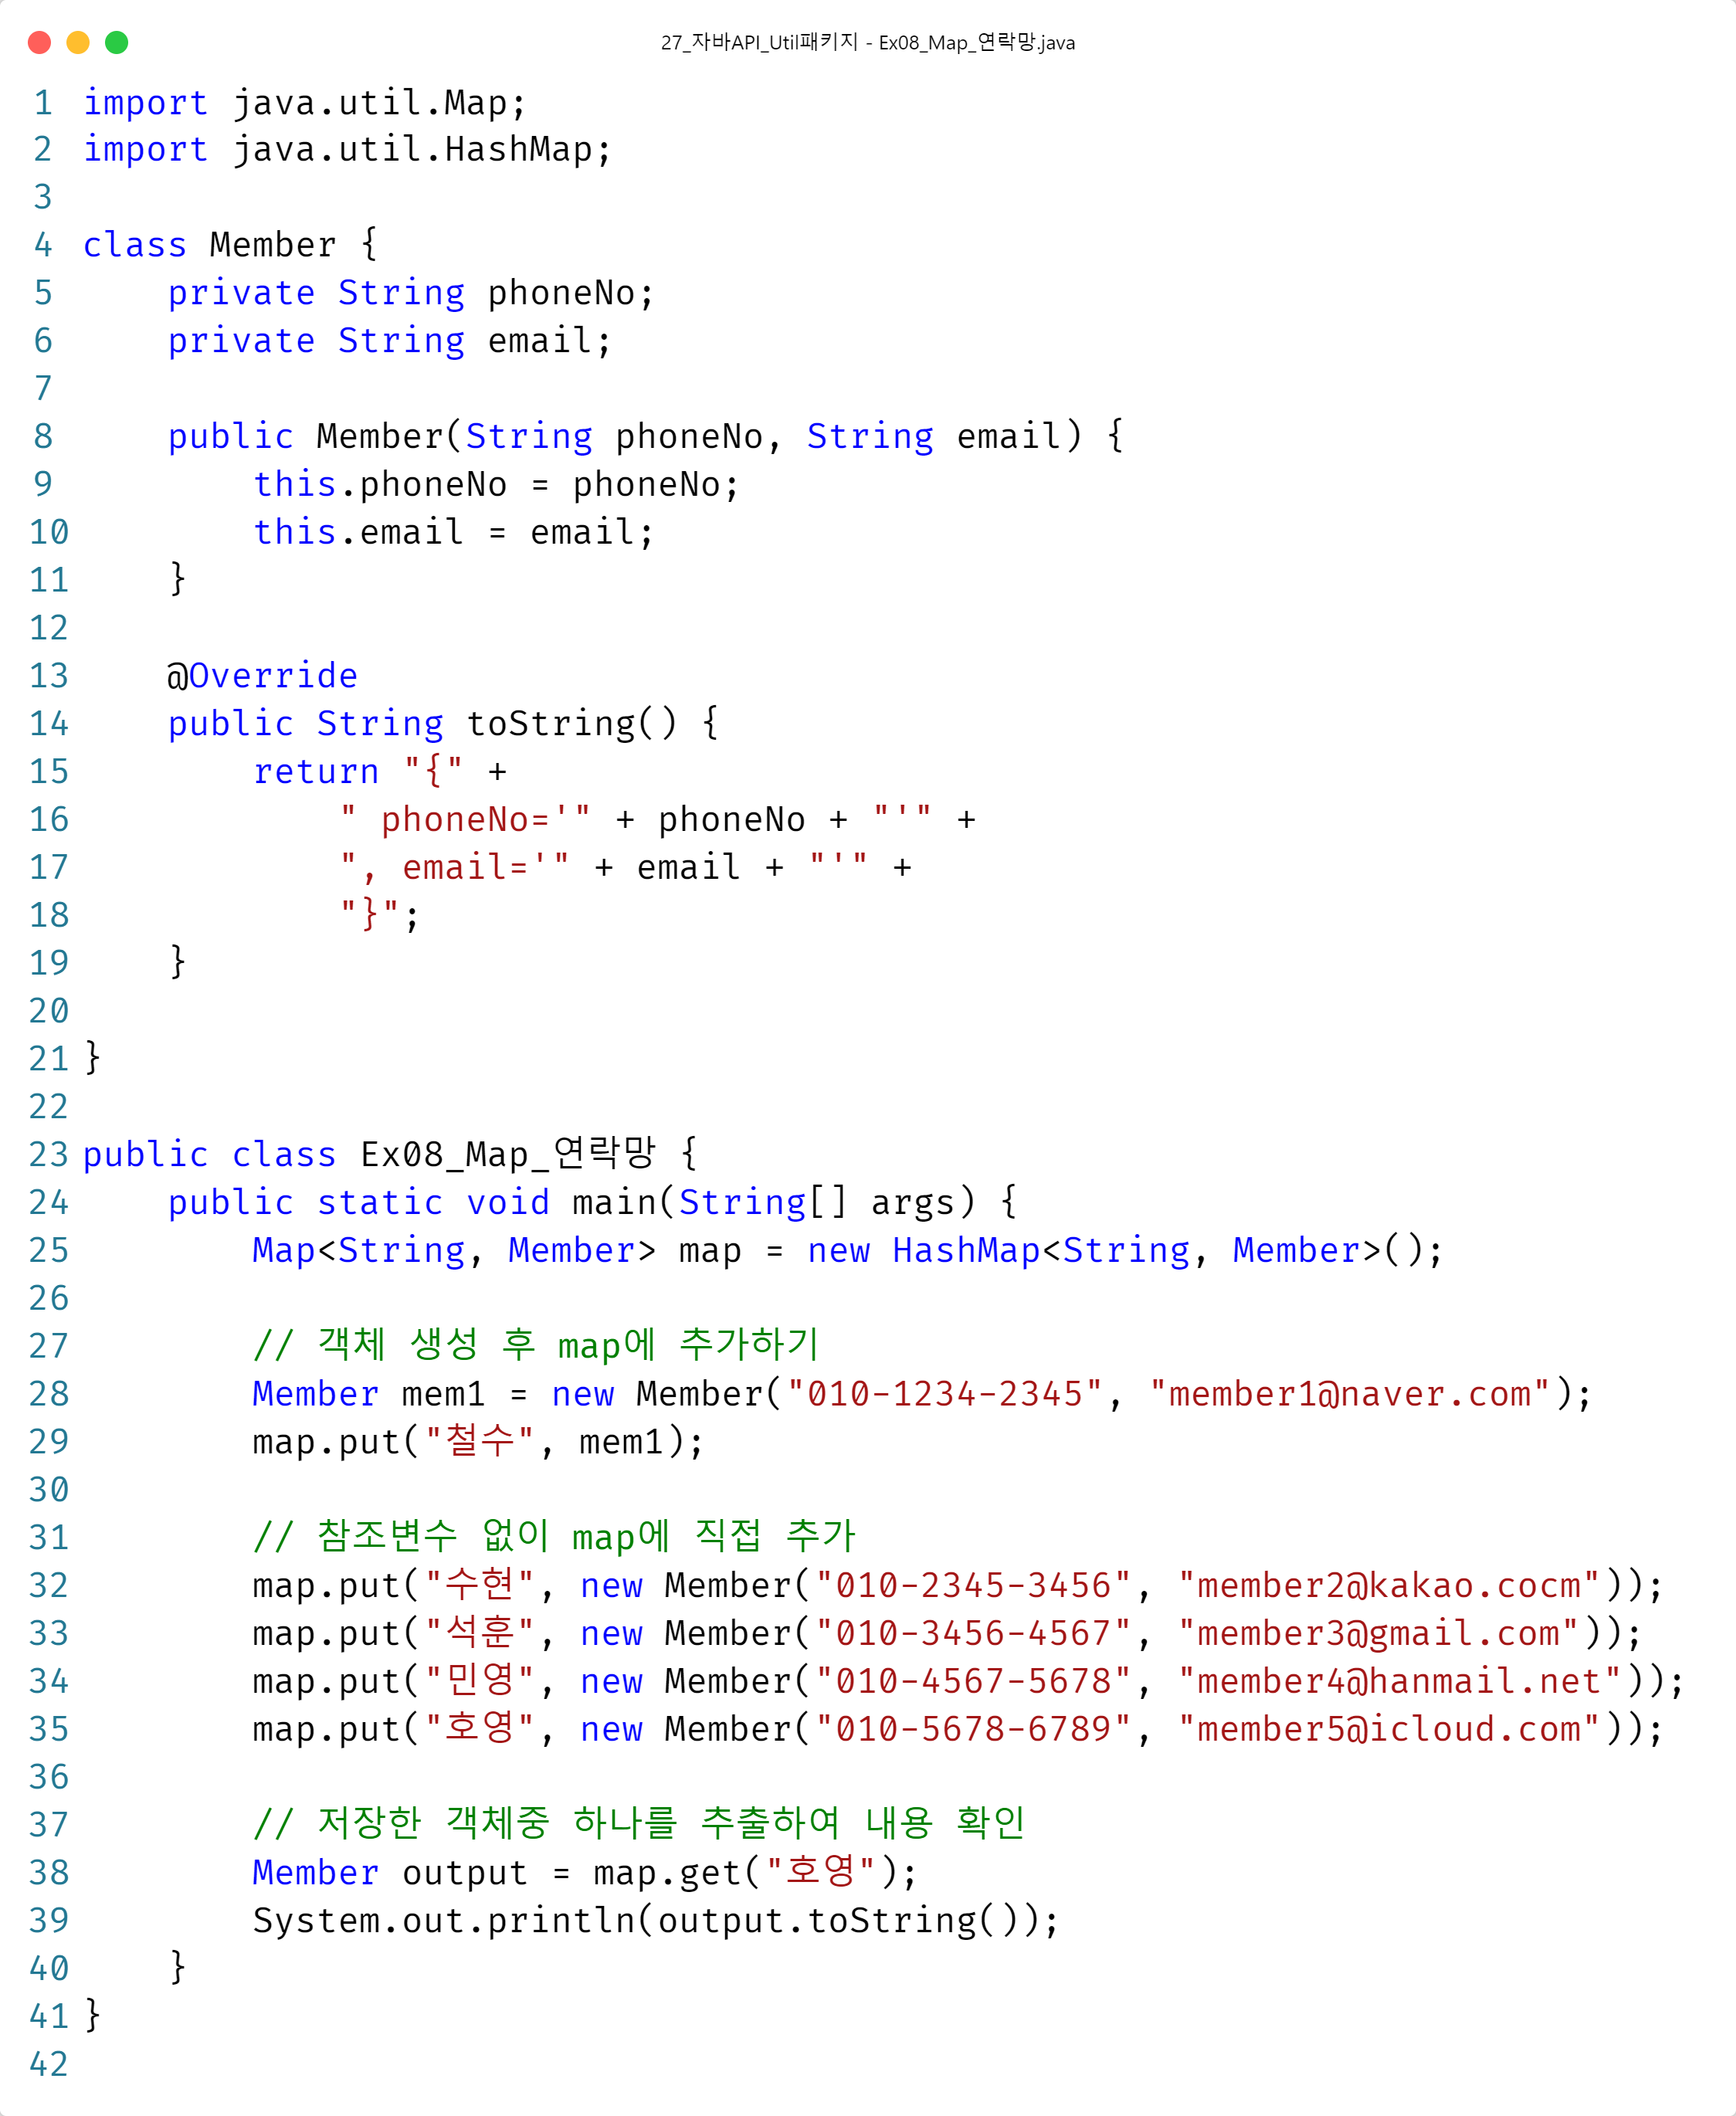 27_자바API_Util패키지 - Ex08_Map_연락망.java
1 import java.util.Map;
2 import java.util.HashMap;
3
4 class Member {
5     private String phoneNo;
6     private String email;
7
8     public Member(String phoneNo, String email) {
9         this.phoneNo = phoneNo;
10         this.email = email;
11     }
12
13     @Override
14     public String toString() {
15         return "{" +
16             " phoneNo='" + phoneNo + "'" +
17             ", email='" + email + "'" +
18             "}";
19     }
20
21 }
22
23 public class Ex08_Map_연락망 {
24     public static void main(String[] args) {
25         Map<String, Member> map = new HashMap<String, Member>();
26
27         // 객체 생성 후 map에 추가하기
28         Member mem1 = new Member("010-1234-2345", "member1@naver.com");
29         map.put("철수", mem1);
30
31         // 참조변수 없이 map에 직접 추가
32         map.put("수현", new Member("010-2345-3456", "member2@kakao.cocm"));
33         map.put("석훈", new Member("010-3456-4567", "member3@gmail.com"));
34         map.put("민영", new Member("010-4567-5678", "member4@hanmail.net"));
35         map.put("호영", new Member("010-5678-6789", "member5@icloud.com"));
36
37         // 저장한 객체중 하나를 추출하여 내용 확인
38         Member output = map.get("호영");
39         System.out.println(output.toString());
40     }
41 }
42